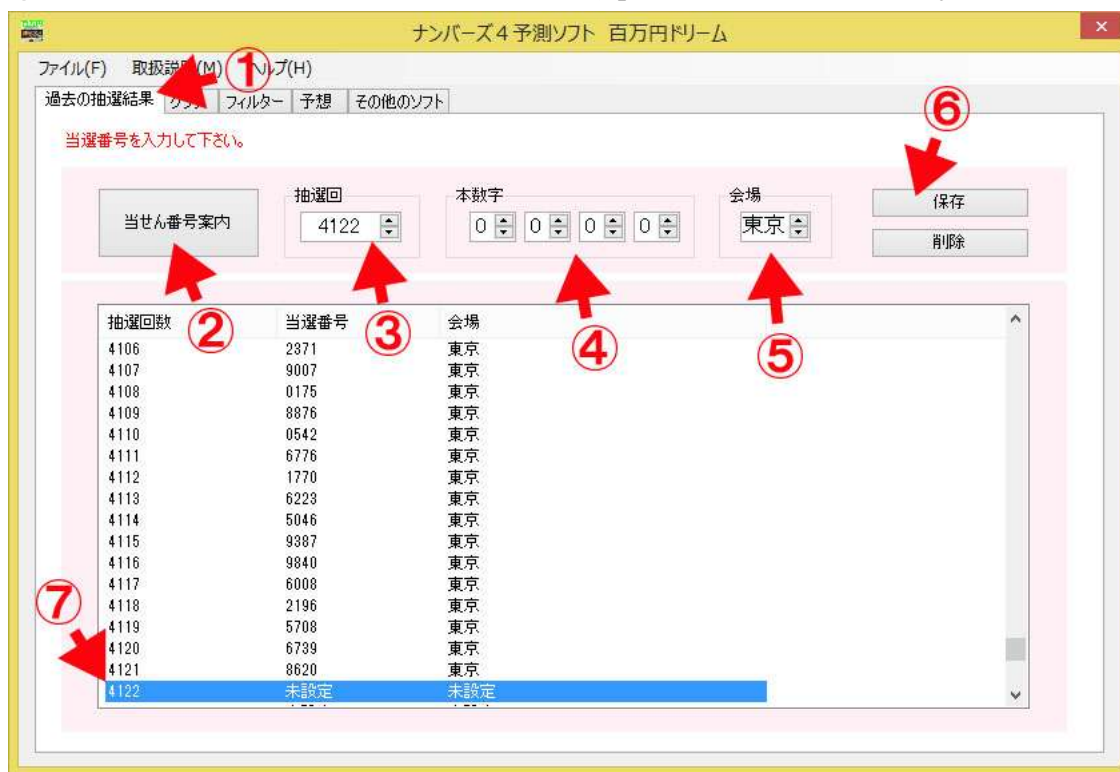 ナンバーズ4予測ソフト 百万円ドリーム
ファイル(F) 取扱説明(M) ヘルプ(H)
①
過去の抽選結果 グラフ フィルター 予想 その他のソフト
⑥
当選番号を入力して下さい。
当せん番号案内
抽選回 本数字 会場
4122 0 0 0 0 東京
保存
削除
② ③ ④ ⑤
抽選回数 当選番号 会場
4106 2371 東京
4107 9007 東京
4108 0175 東京
4109 8876 東京
4110 0542 東京
4111 6776 東京
4112 1770 東京
4113 6223 東京
4114 5046 東京
4115 9387 東京
4116 9840 東京
4117 6008 東京
⑦
4118 2196 東京
4119 5708 東京
4120 6739 東京
4121 8620 東京
4122 未設定 未設定